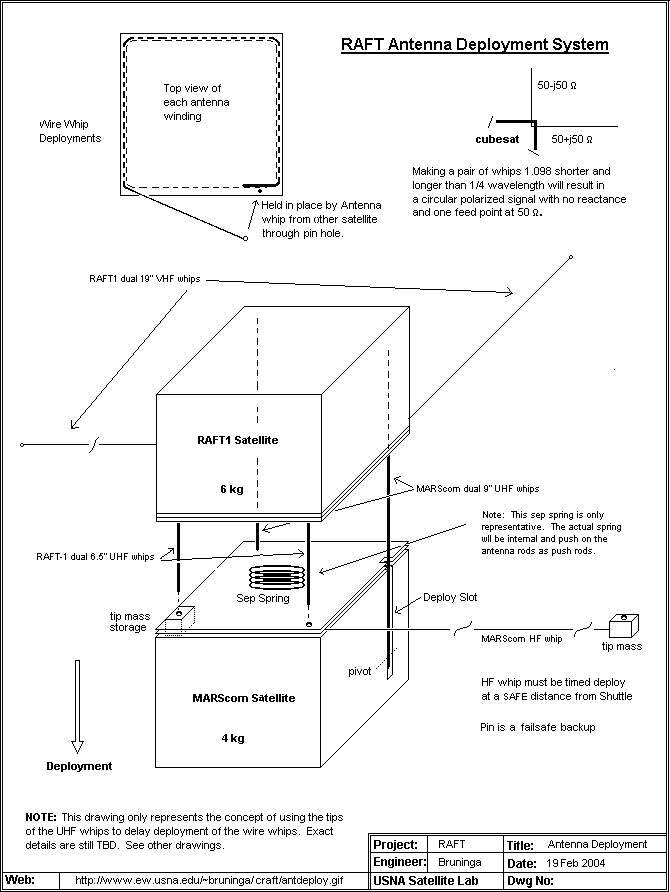 RAFT Antenna Deployment System
Top view of
each antenna
winding
Wire Whip
Deployments
50-j50 Ω
cubesat
50+j50 Ω
Making a pair of whips 1.098 shorter and
longer than 1/4 wavelength will result in
a circular polarized signal with no reactance
and one feed point at 50 Ω.
Held in place by Antenna
whip from other satellite
through pin hole.
RAFT1 dual 19" VHF whips
RAFT1 Satellite
6 kg
MARScom dual 9" UHF whips
Note: This sep spring is only
representative. The actual spring
wil be internal and push on the
antenna rods as push rods.
RAFT-1 dual 6.5" UHF whips
Sep Spring
Deploy Slot
tip mass
storage
MARScom HF whip
tip mass
pivot
MARScom Satellite
4 kg
HF whip must be timed deploy
at a SAFE distance from Shuttle
Pin is a failsafe backup
Deployment
NOTE: This drawing only represents the concept of using the tips
of the UHF whips to delay deployment of the wire whips. Exact
details are still TBD. See other drawings.
Project: RAFT Title: Antenna Deployment
Engineer: Bruninga Date: 19 Feb 2004
Web: http://www.ew.usna.edu/~bruninga/craft/antdeploy.gif USNA Satellite Lab Dwg No: